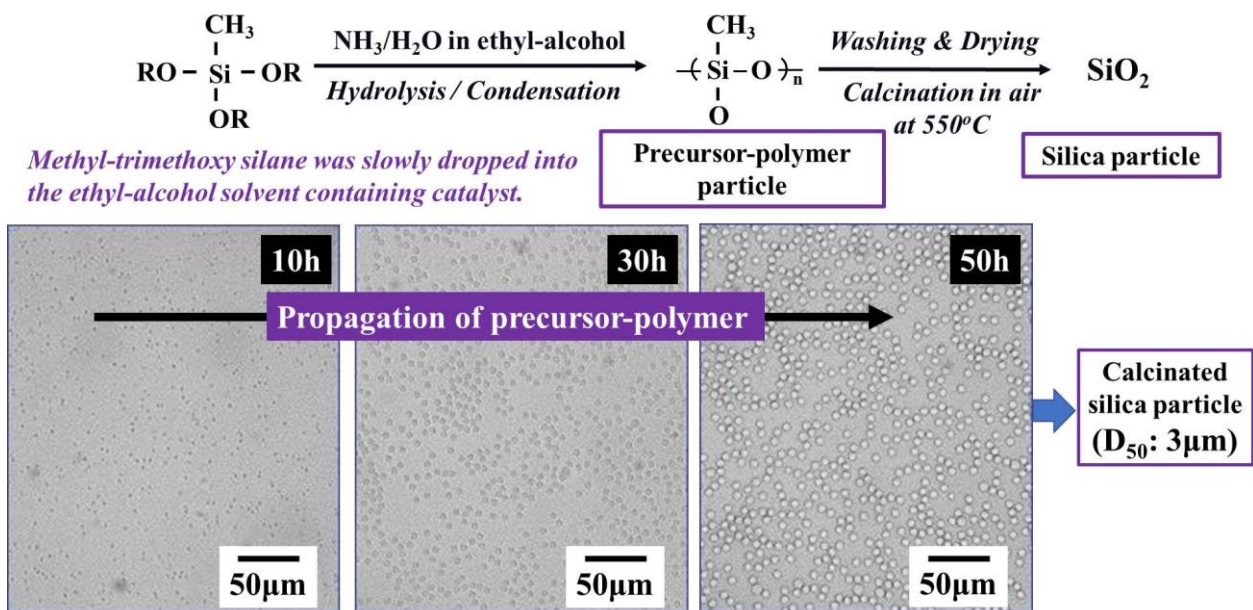 CH₃
RO – Si – OR
OR
NH₃/H₂O in ethyl-alcohol
Hydrolysis / Condensation
CH₃
–(Si – O)–ₙ
O
Washing & Drying
Calcination in air
at 550°C
SiO₂
Methyl-trimethoxy silane was slowly dropped into
the ethyl-alcohol solvent containing catalyst.
Precursor-polymer
particle
Silica particle
10h
30h
50h
Propagation of precursor-polymer
50μm
50μm
50μm
Calcinated
silica particle
(D₅₀: 3μm)